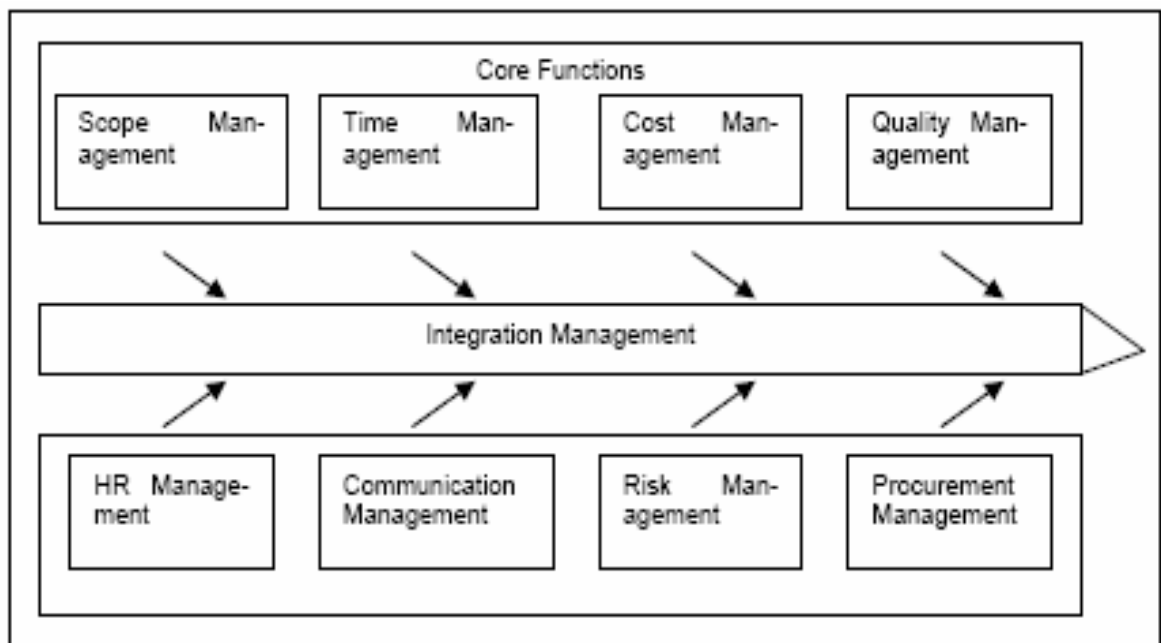 Core Functions
Scope Man-
agement
Time Man-
agement
Cost Man-
agement
Quality Man-
agement
Integration Management
HR Manage-
ment
Communication
Management
Risk Man-
agement
Procurement
Management